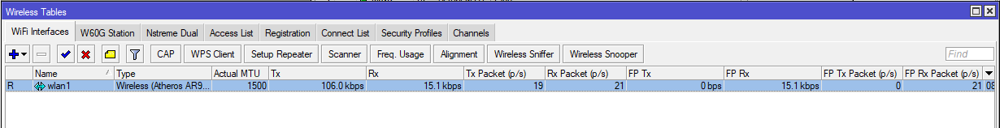 Wireless Tables
WiFi Interfaces W60G Station Nstreme Dual Access List Registration Connect List Security Profiles Channels
CAP WPS Client Setup Repeater Scanner Freq. Usage Alignment Wireless Sniffer Wireless Snooper Find
Name Type Actual MTU Tx Rx Tx Packet (p/s) Rx Packet (p/s) FP Tx FP Rx FP Tx Packet (p/s) FP Rx Packet (p/s)
R wlan1 Wireless (Atheros AR9... 1500 106.0 kbps 15.1 kbps 19 21 0 bps 15.1 kbps 0 21